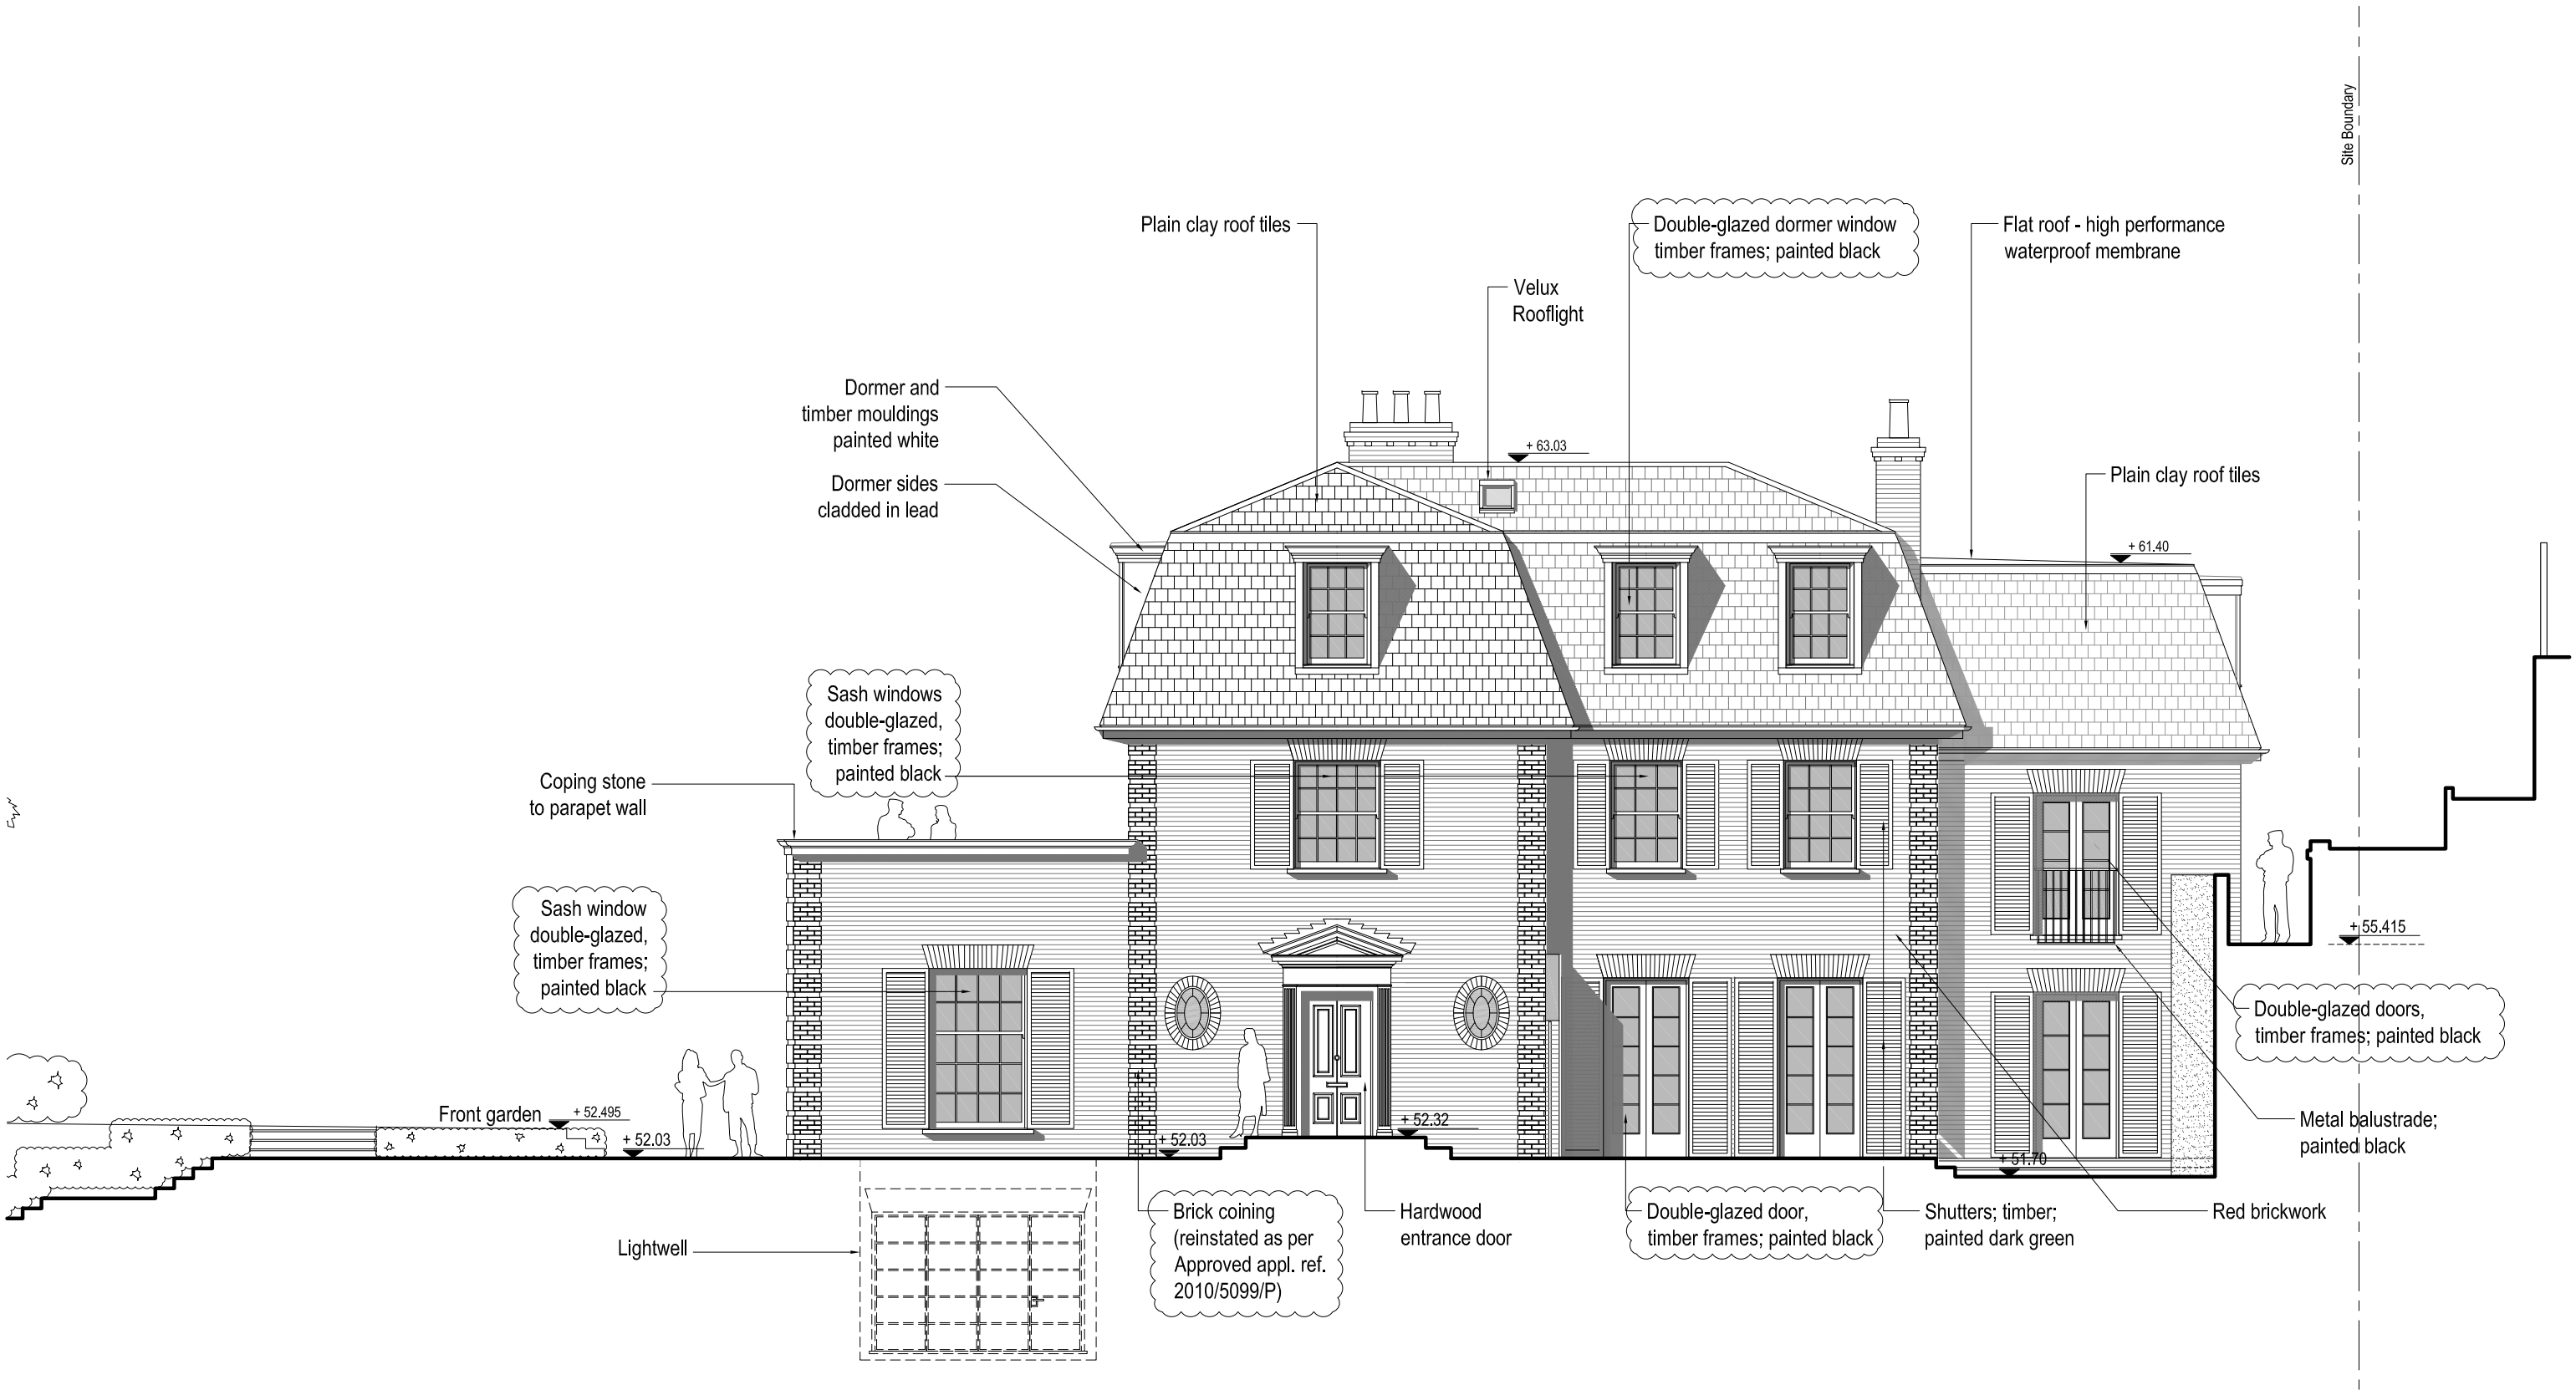 Site Boundary
Plain clay roof tiles
Double-glazed dormer window
timber frames; painted black
Flat roof - high performance
waterproof membrane
Velux
Rooflight
Dormer and
timber mouldings
painted white
+ 63.03
Dormer sides
cladded in lead
Plain clay roof tiles
+ 61.40
Sash windows
double-glazed,
timber frames;
painted black
Coping stone
to parapet wall
Sash window
double-glazed,
timber frames;
painted black
+ 55.415
Double-glazed doors,
timber frames; painted black
Front garden
+ 52.495
+ 52.03
+ 52.03
+ 52.32
Metal balustrade;
painted black
+ 51.70
Lightwell
Brick coining
(reinstated as per
Approved appl. ref.
2010/5099/P)
Hardwood
entrance door
Double-glazed door,
timber frames; painted black
Shutters; timber;
painted dark green
Red brickwork